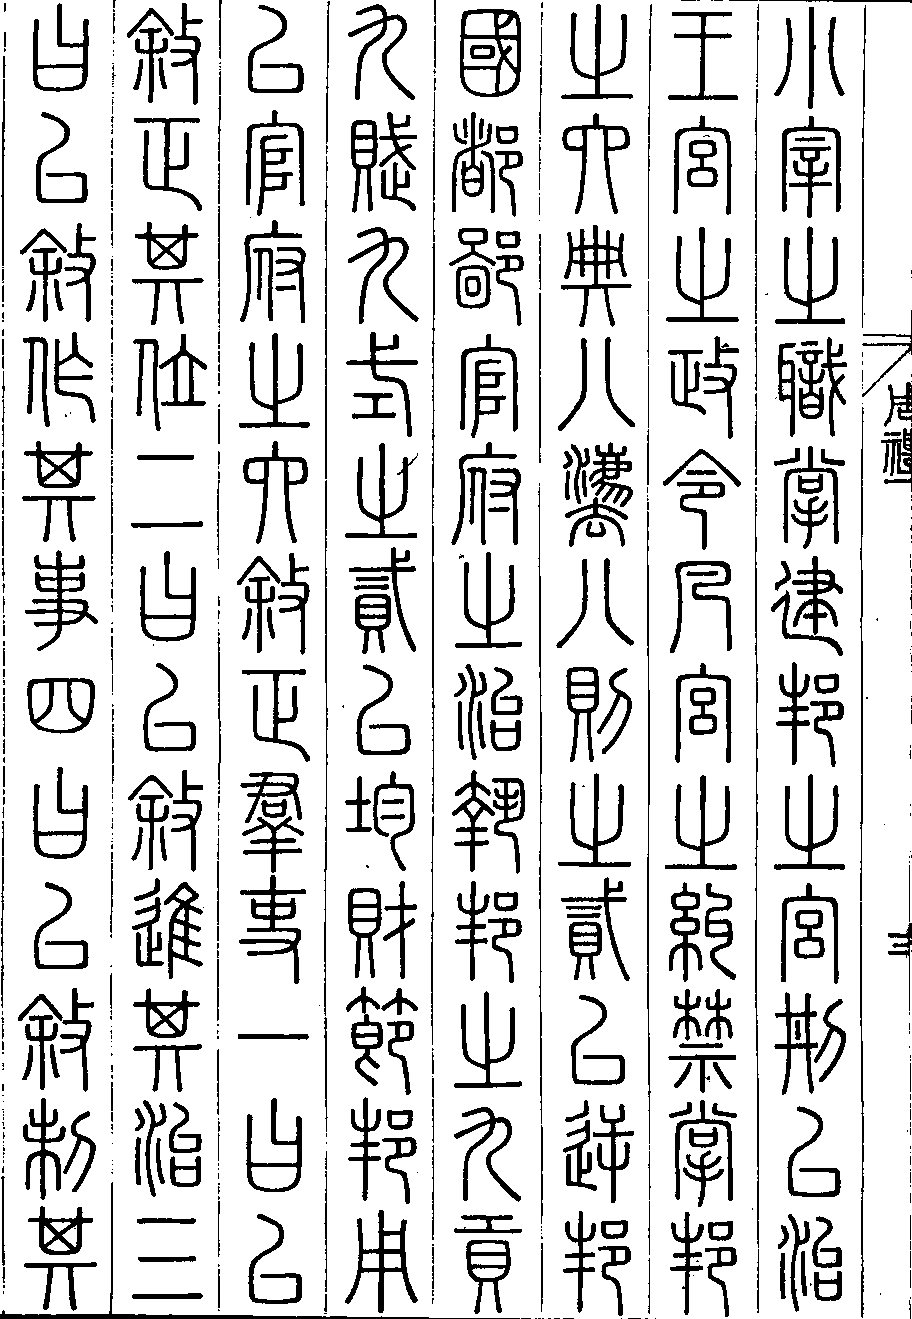 小宰之職掌建邦之宮刑以治
王宮之政令凡宮之糾禁掌邦
之六典八灋八則之貳以逆邦
國都鄙官府之治執邦之九貢
九賦九式之貳以均財節邦用
以官府之六敘正羣吏一曰以
敘正其位二曰以敘進其治三
曰以敘作其事四曰以敘制其